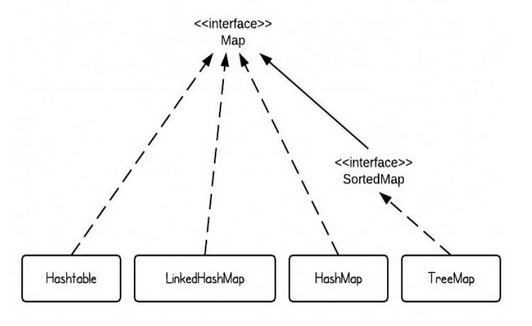 <<interface>>
Map
<<interface>>
SortedMap
Hashtable
LinkedHashMap
HashMap
TreeMap